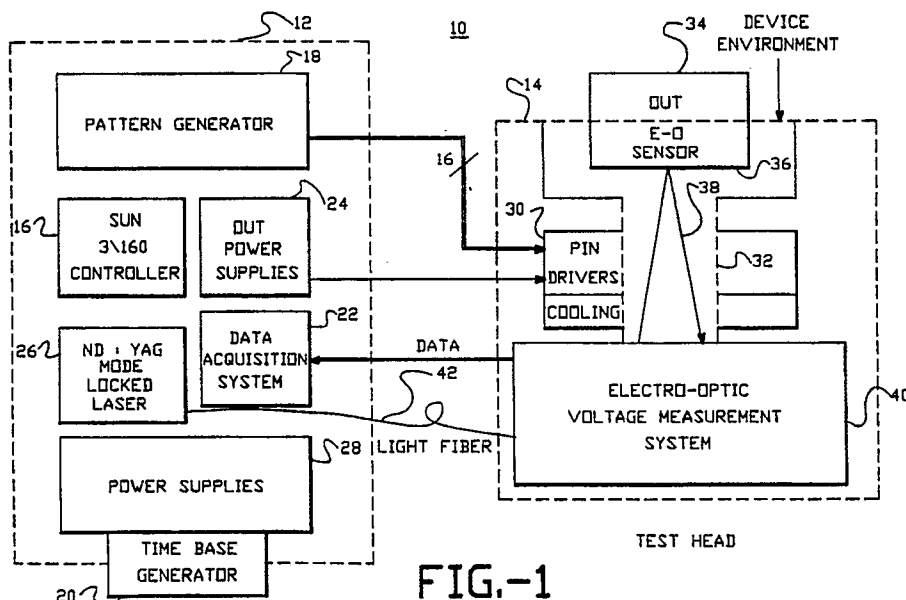 12
10
34
DEVICE
ENVIRONMENT
18
14
PATTERN GENERATOR
OUT
E-O
SENSOR
36
16
24
38
16
SUN
3\160
CONTROLLER
OUT
POWER
SUPPLIES
30
PIN
DRIVERS
COOLING
32
22
26
ND : YAG
MODE
LOCKED
LASER
DATA
ACQUISITION
SYSTEM
DATA
42
LIGHT FIBER
ELECTRO-OPTIC
VOLTAGE MEASUREMENT
SYSTEM
40
28
POWER SUPPLIES
TIME BASE
GENERATOR
20
TEST HEAD
FIG.-1